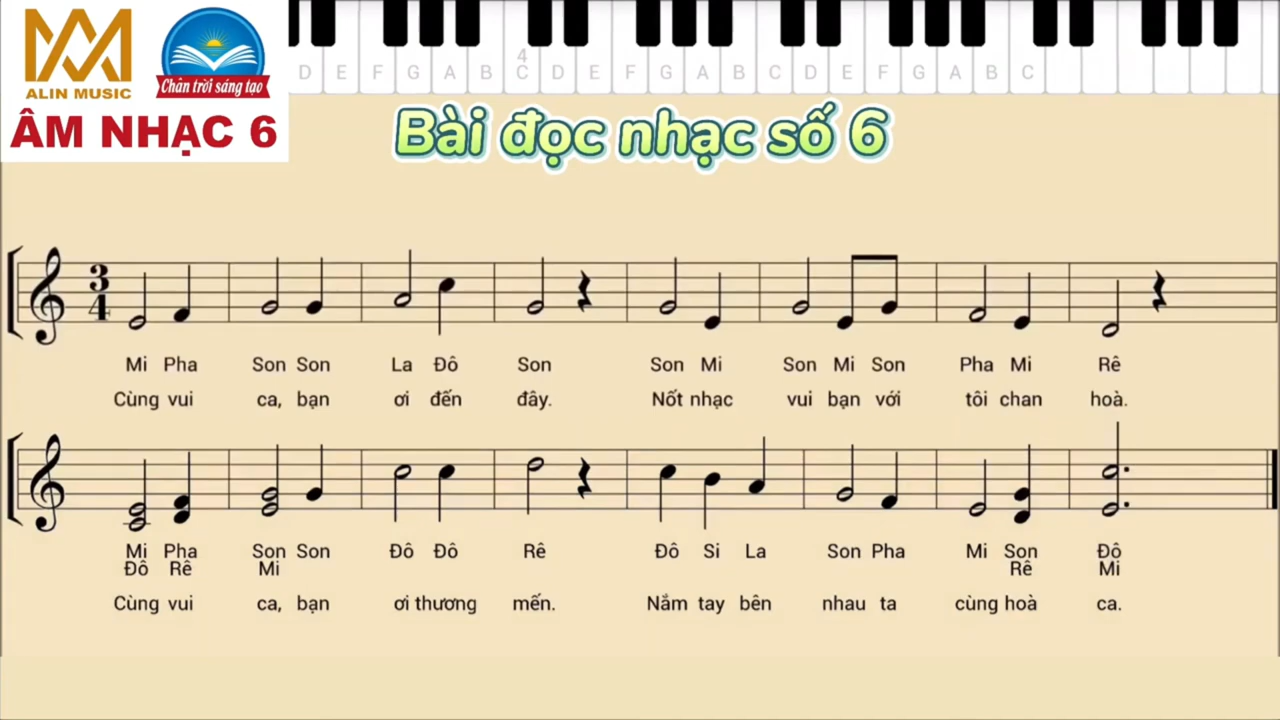 ALIN MUSIC
Chân trời sáng tạo
ÂM NHẠC 6
4
D E F G A B C D E F G A B C D E F G A B C
Bài đọc nhạc số 6
3
4
Mi Pha Son Son La Đô Son Son Mi Son Mi Son Pha Mi Rê
Cùng vui ca, bạn ơi đến đây. Nốt nhạc vui bạn với tôi chan hoà.
Mi Pha Son Son Đô Đô Rê Đô Si La Son Pha Mi Son Đô
Đô Rê Mi Rê Mi
Cùng vui ca, bạn ơi thương mến. Nắm tay bên nhau ta cùng hoà ca.